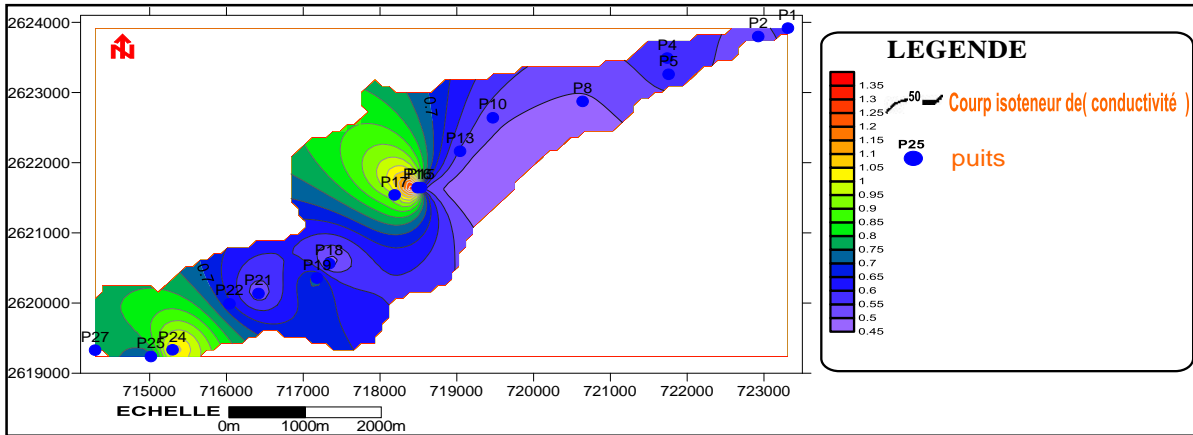 2624000
2623000
2622000
2621000
2620000
2619000
N
P1
P2
P4
P5
P8
P10
0.7
P13
P16
P15
P17
P18
P19
0.7
P21
P22
P24
P25
P27
715000 716000 717000 718000 719000 720000 721000 722000 723000
ECHELLE
0m 1000m 2000m
LEGENDE
1.35
1.3
1.25
1.2
1.15
1.1
1.05
1
0.95
0.9
0.85
0.8
0.75
0.7
0.65
0.6
0.55
0.5
0.45
50
Courp isoteneur de( conductivité )
P25
puits